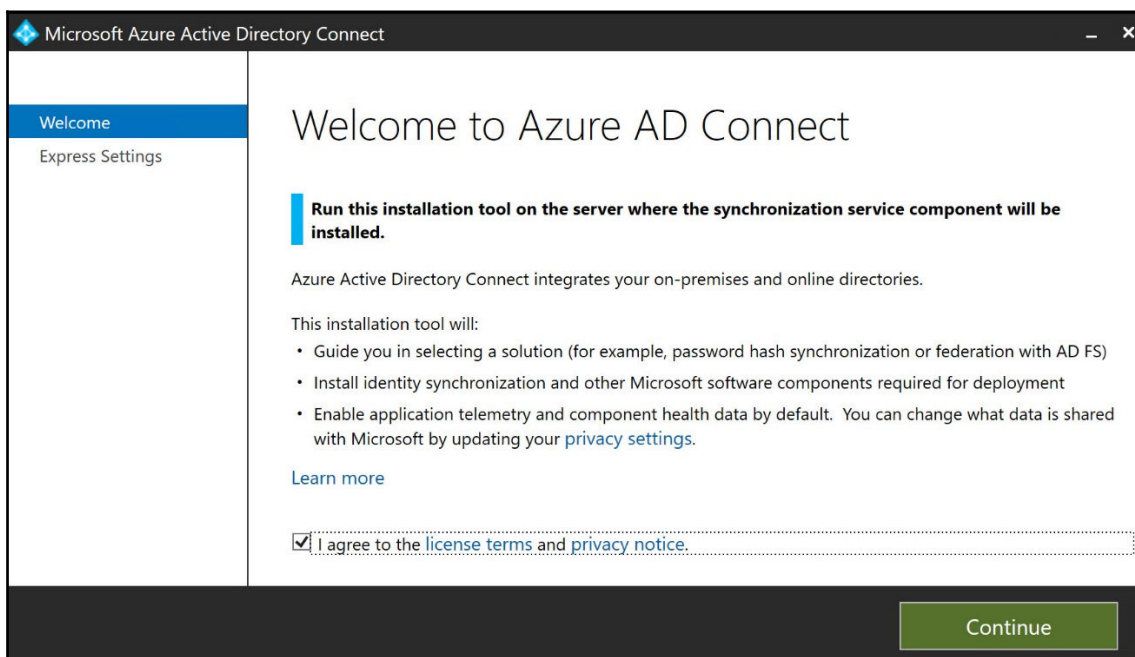 Microsoft Azure Active Directory Connect
Welcome
Express Settings
Welcome to Azure AD Connect
Run this installation tool on the server where the synchronization service component will be
installed.
Azure Active Directory Connect integrates your on-premises and online directories.
This installation tool will:
• Guide you in selecting a solution (for example, password hash synchronization or federation with AD FS)
• Install identity synchronization and other Microsoft software components required for deployment
• Enable application telemetry and component health data by default.  You can change what data is shared
with Microsoft by updating your privacy settings.
Learn more
I agree to the license terms and privacy notice.
Continue